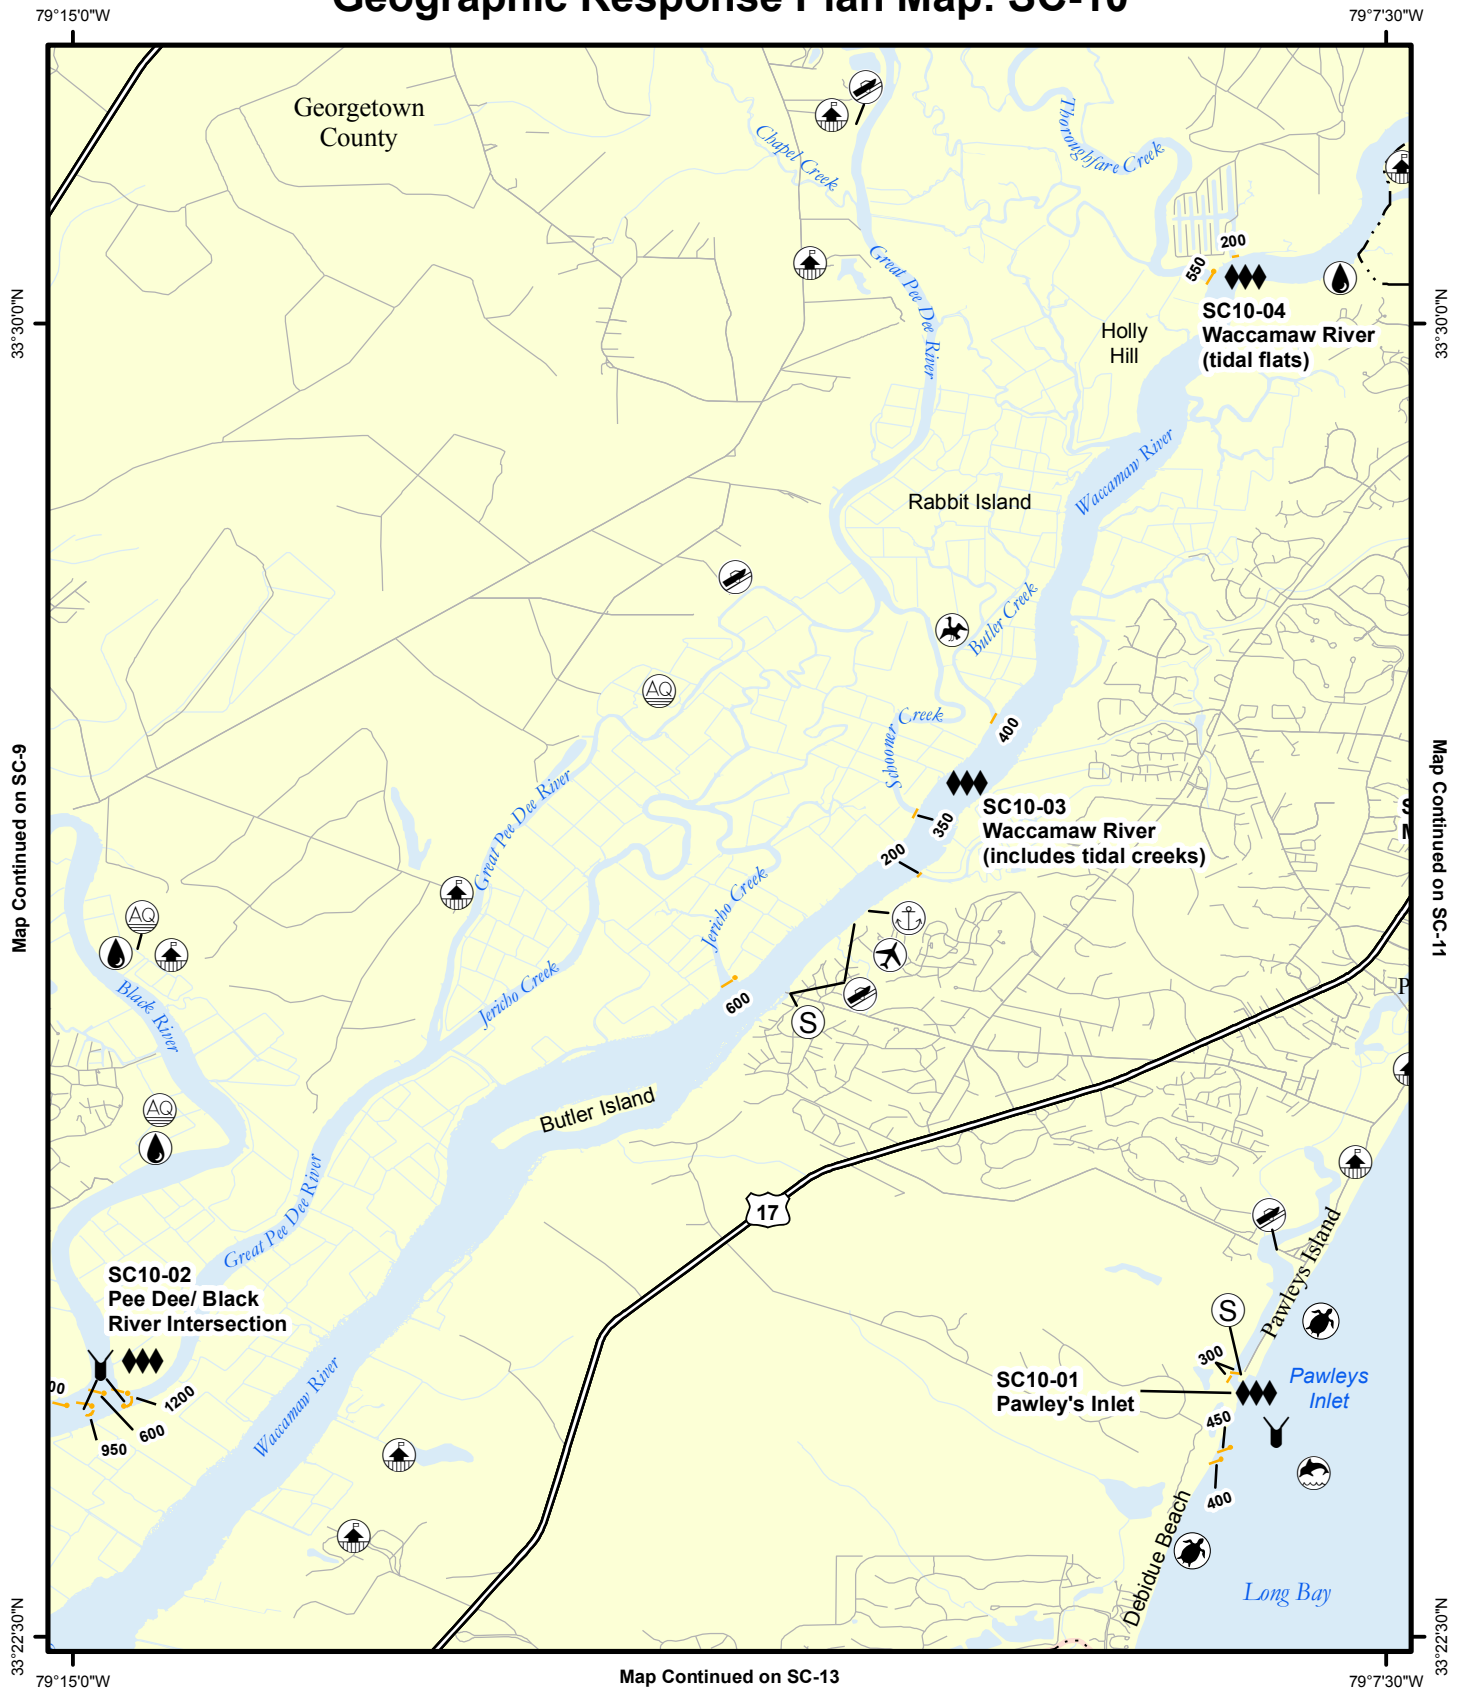 Geographic Response Plan Map: SC-10
79°15'0"W
79°7'30"W
Georgetown
County
Chapel Creek
Thoroughfare Creek
Great Pee Dee River
200
550
SC10-04
Waccamaw River
(tidal flats)
33°30'0"N
33°30'0"N
Holly
Hill
Waccamaw River
Rabbit Island
Butler Creek
AQ
Schooner Creek
400
Map Continued on SC-9
Map Continued on SC-11
Great Pee Dee River
SC10-03
Waccamaw River
(includes tidal creeks)
350
200
Jericho Creek
AQ
Black River
Jericho Creek
600
S
P
AQ
Butler Island
Great Pee Dee River
17
SC10-02
Pee Dee/ Black
River Intersection
Pawleys Island
S
300
SC10-01
Pawley's Inlet
Pawleys
Inlet
00
1200
600
950
Waccamaw River
450
400
Debidue Beach
Long Bay
33°22'30"N
33°22'30"N
79°15'0"W
Map Continued on SC-13
79°7'30"W